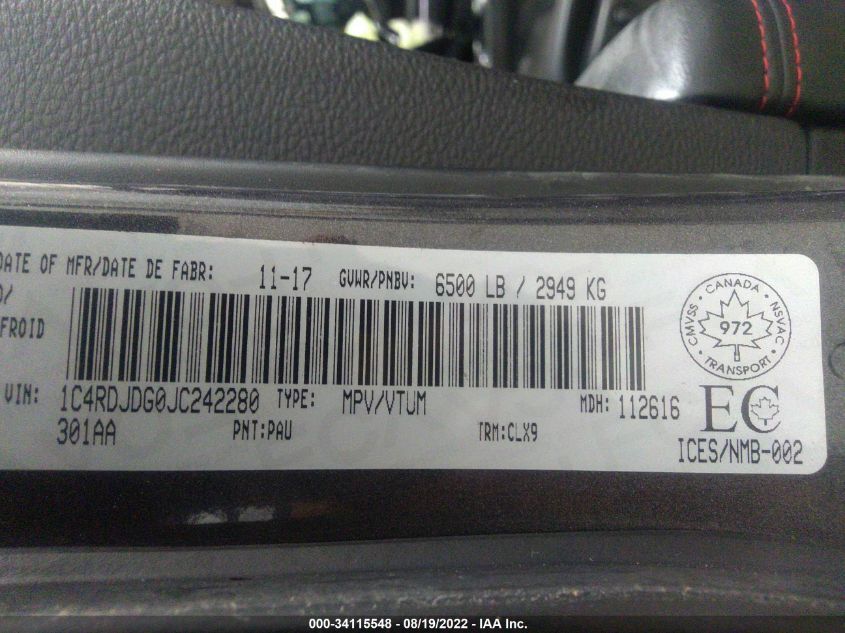 DATE OF MFR/DATE DE FABR: 11-17 GVWR/PNBV: 6500 LB / 2949 KG
FROID
VIN: 1C4RDJDG0JC242280 TYPE: MPV/VTUM MDH: 112616
301AA PNT:PAU TRM:CLX9
CMVSS · CANADA · NSVAC
972
TRANSPORT
EC
ICES/NMB-002
000-34115548 - 08/19/2022 - IAA Inc.